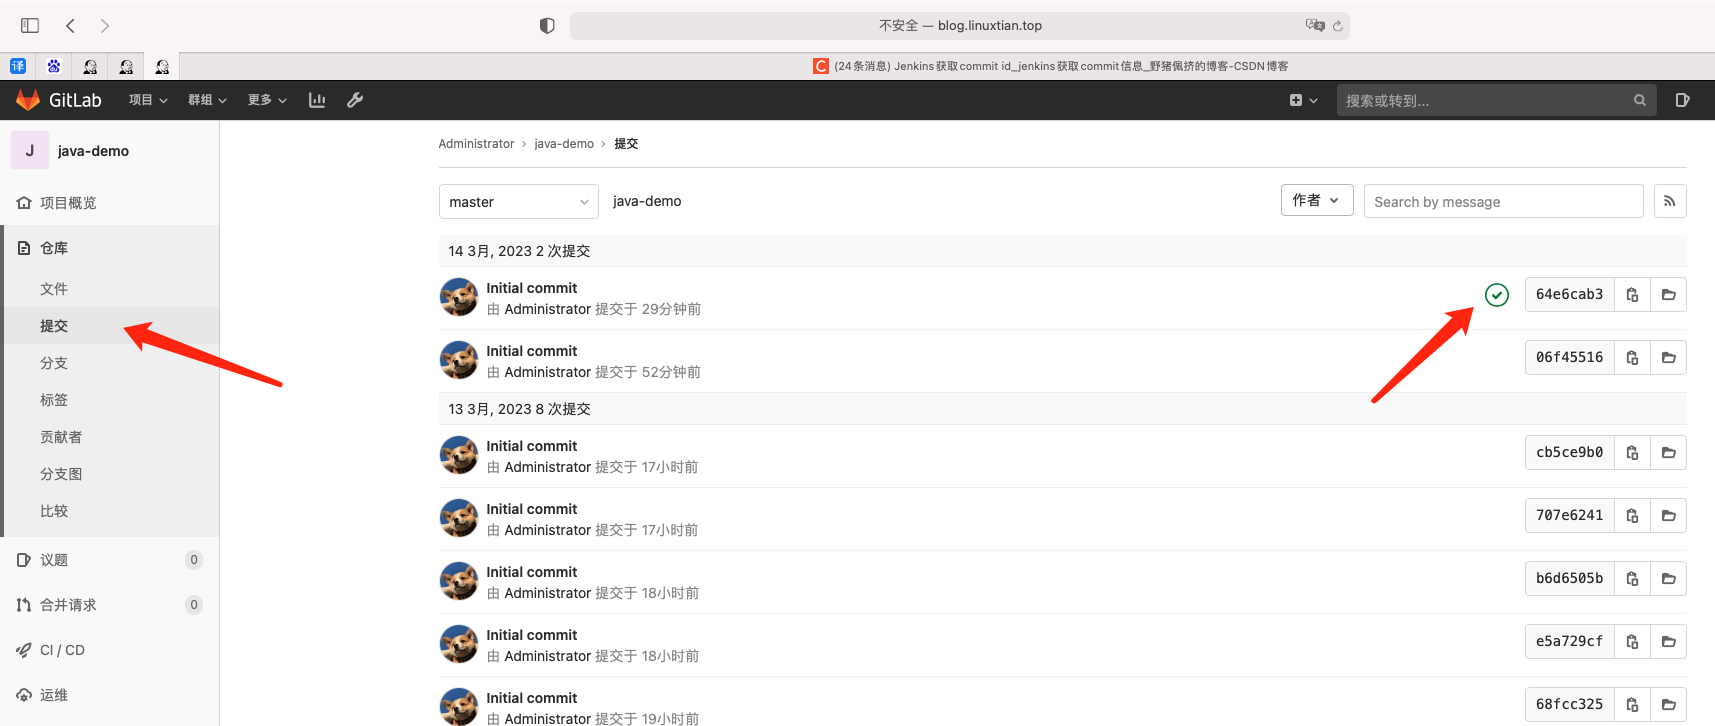 不安全 — blog.linuxtian.top
译
(24条消息) Jenkins获取commit id_jenkins获取commit信息_野猪佩挤的博客-CSDN博客
GitLab 项目 群组 更多 搜索或转到...
J java-demo
项目概览
仓库
文件
提交
分支
标签
贡献者
分支图
比较
议题 0
合并请求 0
CI / CD
运维
Administrator › java-demo › 提交
master java-demo 作者 Search by message
14 3月, 2023 2 次提交
Initial commit
由 Administrator 提交于 29分钟前
64e6cab3
Initial commit
由 Administrator 提交于 52分钟前
06f45516
13 3月, 2023 8 次提交
Initial commit
由 Administrator 提交于 17小时前
cb5ce9b0
Initial commit
由 Administrator 提交于 17小时前
707e6241
Initial commit
由 Administrator 提交于 18小时前
b6d6505b
Initial commit
由 Administrator 提交于 18小时前
e5a729cf
Initial commit
由 Administrator 提交于 19小时前
68fcc325